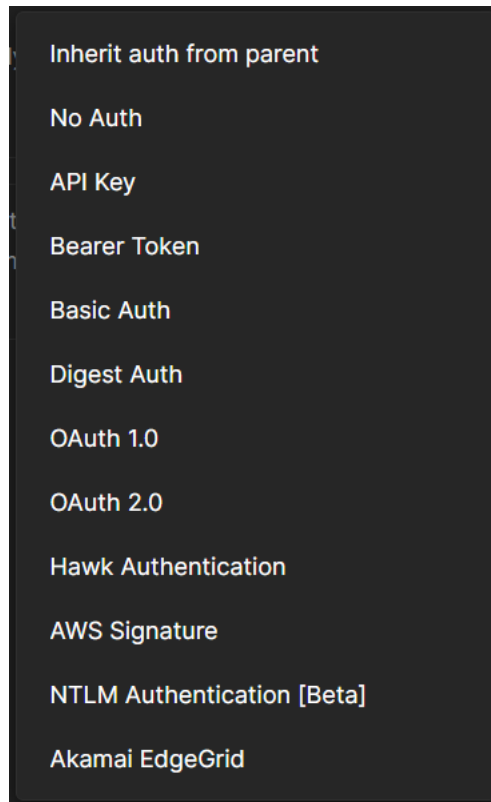 Inherit auth from parent
No Auth
API Key
Bearer Token
Basic Auth
Digest Auth
OAuth 1.0
OAuth 2.0
Hawk Authentication
AWS Signature
NTLM Authentication [Beta]
Akamai EdgeGrid